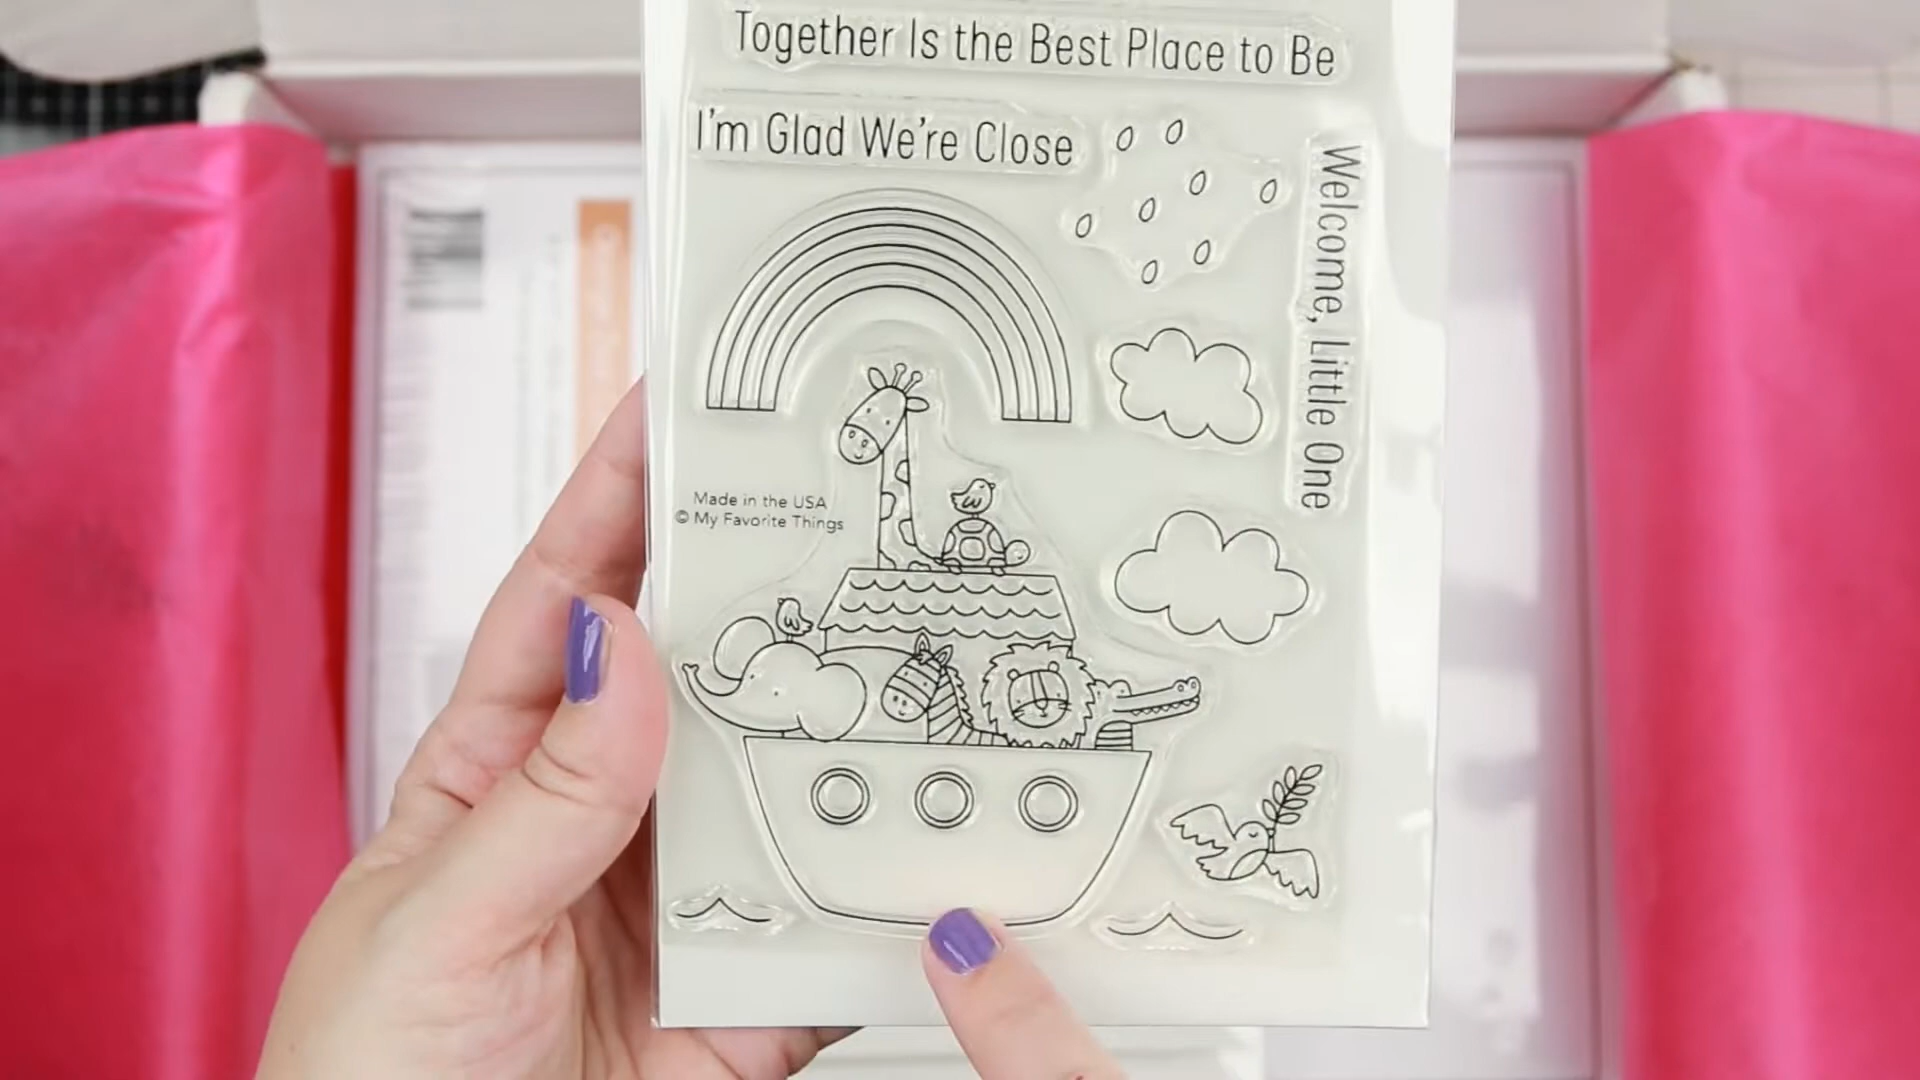 Together Is the Best Place to Be
I'm Glad We're Close
Welcome, Little One
Made in the USA
© My Favorite Things